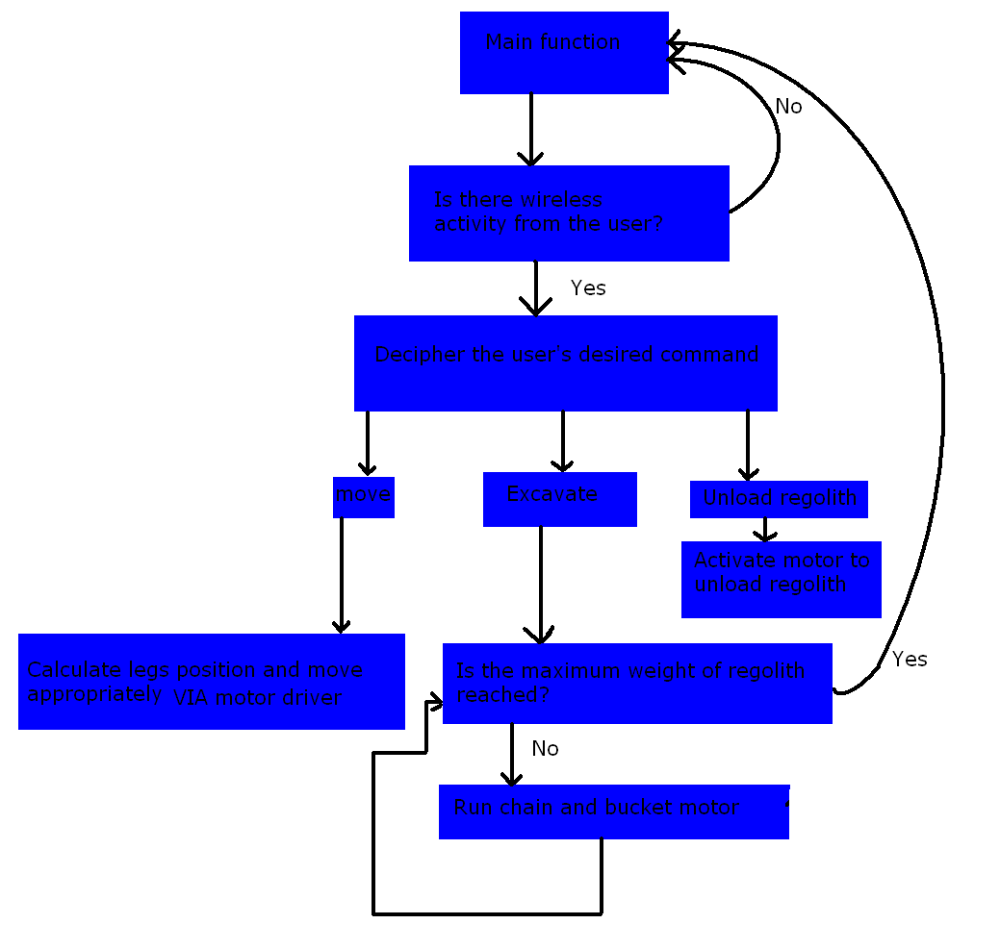 Main function
No
Is there wireless
activity from the user?
Yes
Decipher the user's desired command
move
Excavate
Unload regolith
Activate motor to
unload regolith
Calculate legs position and move
appropriately VIA motor driver
Is the maximum weight of regolith
reached?
Yes
No
Run chain and bucket motor